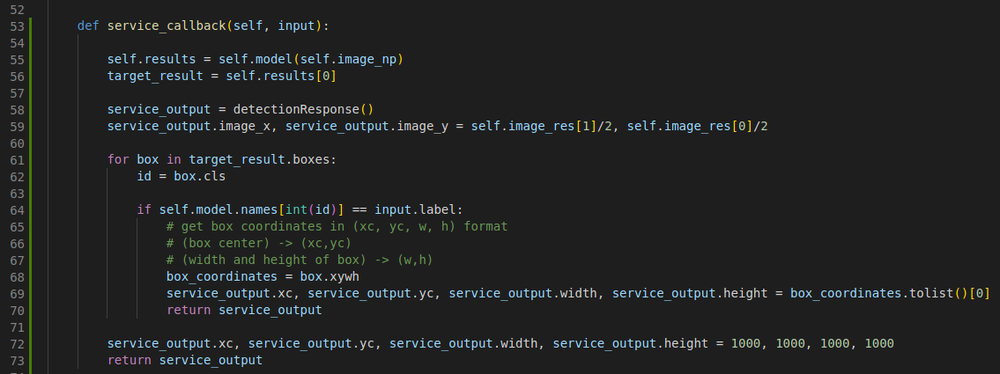 52
53 def service_callback(self, input):
54
55 self.results = self.model(self.image_np)
56 target_result = self.results[0]
57
58 service_output = detectionResponse()
59 service_output.image_x, service_output.image_y = self.image_res[1]/2, self.image_res[0]/2
60
61 for box in target_result.boxes:
62 id = box.cls
63
64 if self.model.names[int(id)] == input.label:
65 # get box coordinates in (xc, yc, w, h) format
66 # (box center) -> (xc,yc)
67 # (width and height of box) -> (w,h)
68 box_coordinates = box.xywh
69 service_output.xc, service_output.yc, service_output.width, service_output.height = box_coordinates.tolist()[0]
70 return service_output
71
72 service_output.xc, service_output.yc, service_output.width, service_output.height = 1000, 1000, 1000, 1000
73 return service_output